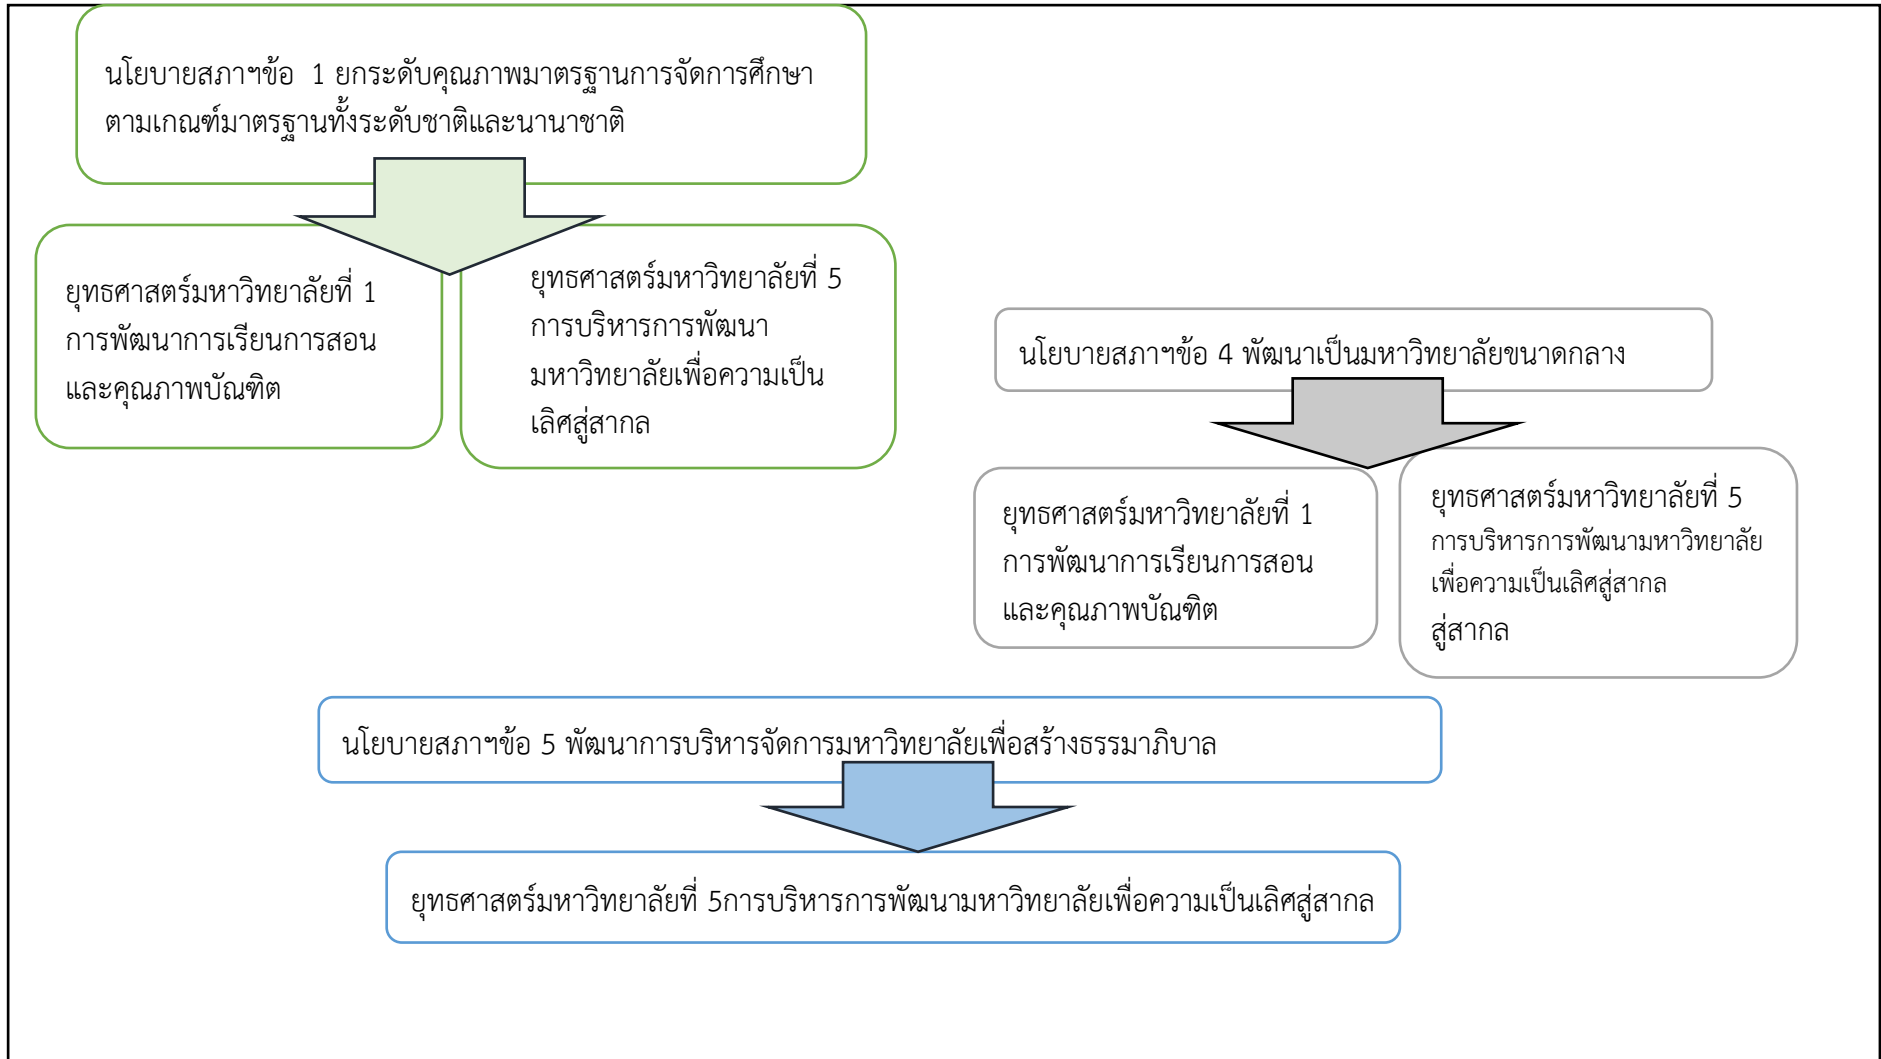 นโยบายสภาฯข้อ  1 ยกระดับคุณภาพมาตรฐานการจัดการศึกษา
ตามเกณฑ์มาตรฐานทั้งระดับชาติและนานาชาติ
ยุทธศาสตร์มหาวิทยาลัยที่ 1
การพัฒนาการเรียนการสอน
และคุณภาพบัณฑิต
ยุทธศาสตร์มหาวิทยาลัยที่ 5
การบริหารการพัฒนา
มหาวิทยาลัยเพื่อความเป็น
เลิศสู่สากล
นโยบายสภาฯข้อ 4 พัฒนาเป็นมหาวิทยาลัยขนาดกลาง
ยุทธศาสตร์มหาวิทยาลัยที่ 1
การพัฒนาการเรียนการสอน
และคุณภาพบัณฑิต
ยุทธศาสตร์มหาวิทยาลัยที่ 5
การบริหารการพัฒนามหาวิทยาลัย
เพื่อความเป็นเลิศสู่สากล
สู่สากล
นโยบายสภาฯข้อ 5 พัฒนาการบริหารจัดการมหาวิทยาลัยเพื่อสร้างธรรมาภิบาล
ยุทธศาสตร์มหาวิทยาลัยที่ 5การบริหารการพัฒนามหาวิทยาลัยเพื่อความเป็นเลิศสู่สากล